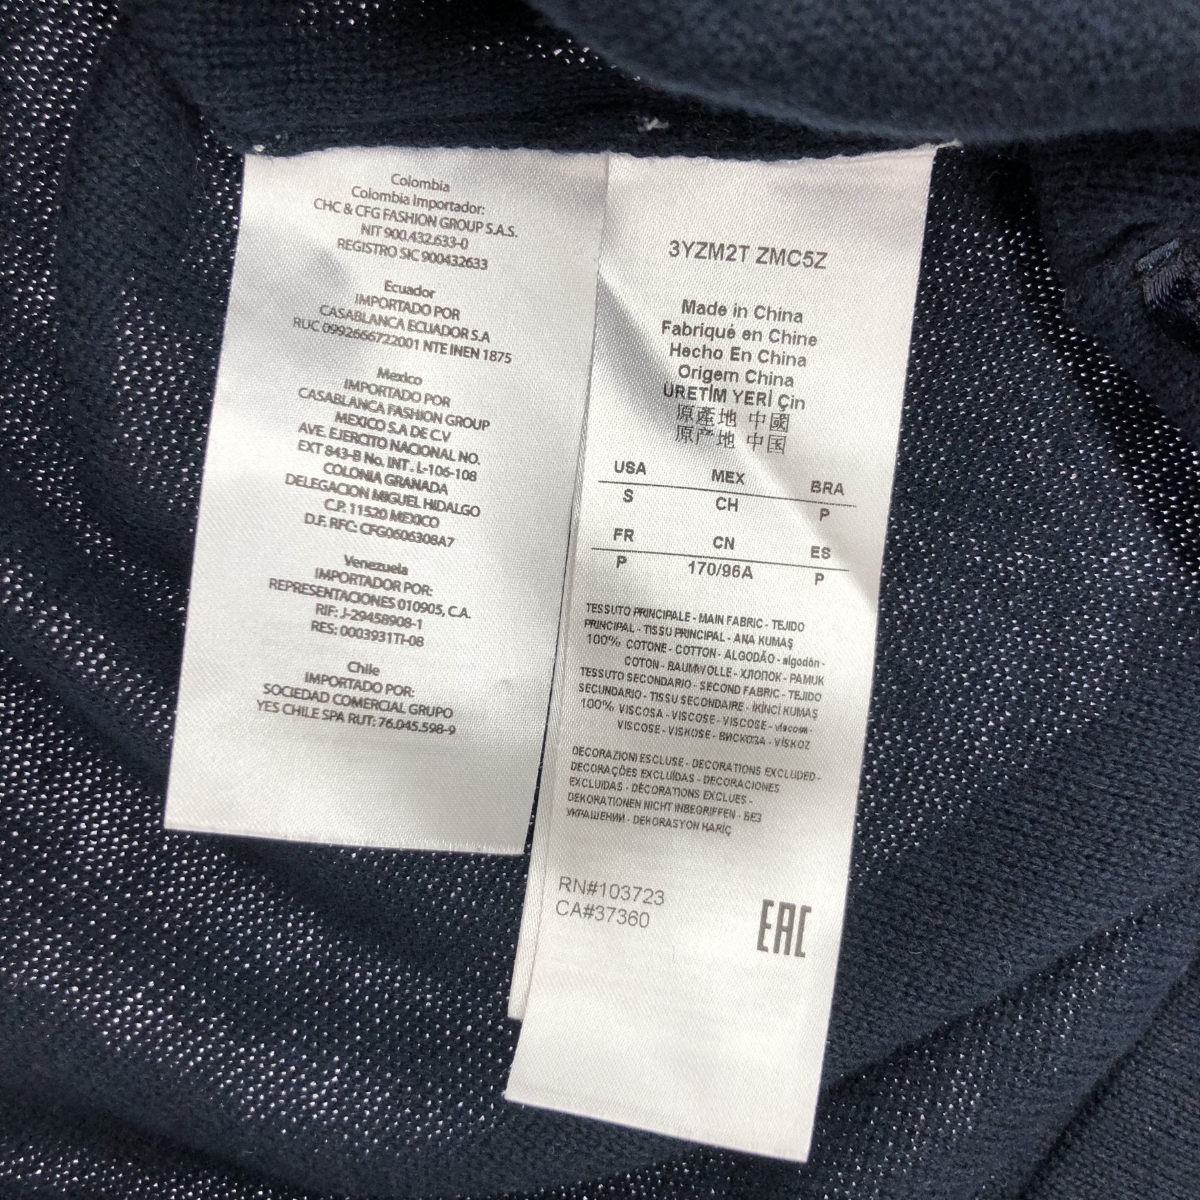 Colombia
Colombia Importador:
CHC & CFG FASHION GROUP S.A.S.
NIT 900.432.633-0
REGISTRO SIC 900432633
Ecuador
IMPORTADO POR
CASABLANCA ECUADOR S.A
RUC 0992666722001 NTE INEN 1875
Mexico
IMPORTADO POR
CASABLANCA FASHION GROUP
MEXICO S.A DE C.V
AVE. EJERCITO NACIONAL NO.
EXT 843-B No. INT. L-106-108
COLONIA GRANADA
DELEGACION MIGUEL HIDALGO
C.P. 11520 MEXICO
D.F. RFC: CFG0606308A7
Venezuela
IMPORTADOR POR:
REPRESENTACIONES 010905, C.A.
RIF: J-29458908-1
RES: 0003931TI-08
Chile
IMPORTADO POR:
SOCIEDAD COMERCIAL GRUPO
YES CHILE SPA RUT: 76.045.598-9
3YZM2T ZMC5Z
Made in China
Fabriqué en Chine
Hecho En China
Origem China
ÜRETİM YERİ Çin
原產地 中國
原产地 中国
USA MEX BRA
S CH P
FR CN ES
P 170/96A P
TESSUTO PRINCIPALE - MAIN FABRIC - TEJIDO
PRINCIPAL - TISSU PRINCIPAL - ANA KUMAŞ
100% COTONE - COTTON - ALGODÃO - algodón -
COTON - BAUMWOLLE - ХЛОПОК - PAMUK
TESSUTO SECONDARIO - SECOND FABRIC - TEJIDO
SECUNDARIO - TISSU SECONDAIRE - İKİNCİ KUMAŞ
100% VISCOSA - VISCOSE - VISCOSE - viscosa -
VISCOSE - VISKOSE - ВИСКОЗА - VİSKOZ
DECORAZIONI ESCLUSE - DECORATIONS EXCLUDED -
DECORAÇÕES EXCLUÍDAS - DECORACIONES
EXCLUIDAS - DÉCORATIONS EXCLUES -
DEKORATIONEN NICHT INBEGRIFFEN - БЕЗ
УКРАШЕНИЙ - DEKORASYON HARİÇ
RN#103723
CA#37360
EAC